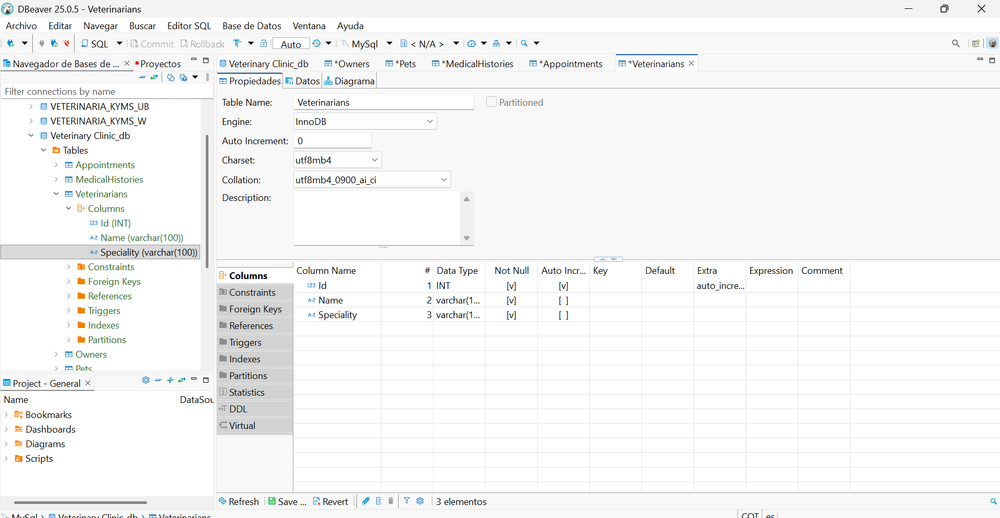 DBeaver 25.0.5 - Veterinarians
Archivo Editar Navegar Buscar Editor SQL Base de Datos Ventana Ayuda
SQL Commit Rollback Auto MySql < N/A >
Navegador de Bases de ... Proyectos
Filter connections by name
VETERINARIA_KYMS_UB
VETERINARIA_KYMS_W
Veterinary Clinic_db
Tables
Appointments
MedicalHistories
Veterinarians
Columns
123 Id (INT)
A-Z Name (varchar(100))
A-Z Speciality (varchar(100))
Constraints
Foreign Keys
References
Triggers
Indexes
Partitions
Owners
Pets
Project - General
Name DataSou
Bookmarks
Dashboards
Diagrams
Scripts
Veterinary Clinic_db *Owners *Pets *MedicalHistories *Appointments *Veterinarians
Propiedades Datos Diagrama
Table Name: Veterinarians Partitioned
Engine: InnoDB
Auto Increment: 0
Charset: utf8mb4
Collation: utf8mb4_0900_ai_ci
Description:
Columns
Constraints
Foreign Keys
References
Triggers
Indexes
Partitions
Statistics
DDL
Virtual
Column Name # Data Type Not Null Auto Incr... Key Default Extra Expression Comment
123 Id 1 INT [v] [v] auto_incre...
A-Z Name 2 varchar(1... [v] [ ]
A-Z Speciality 3 varchar(1... [v] [ ]
Refresh Save ... Revert 3 elementos
MySql Veterinary Clinic_db Veterinarians
COT es